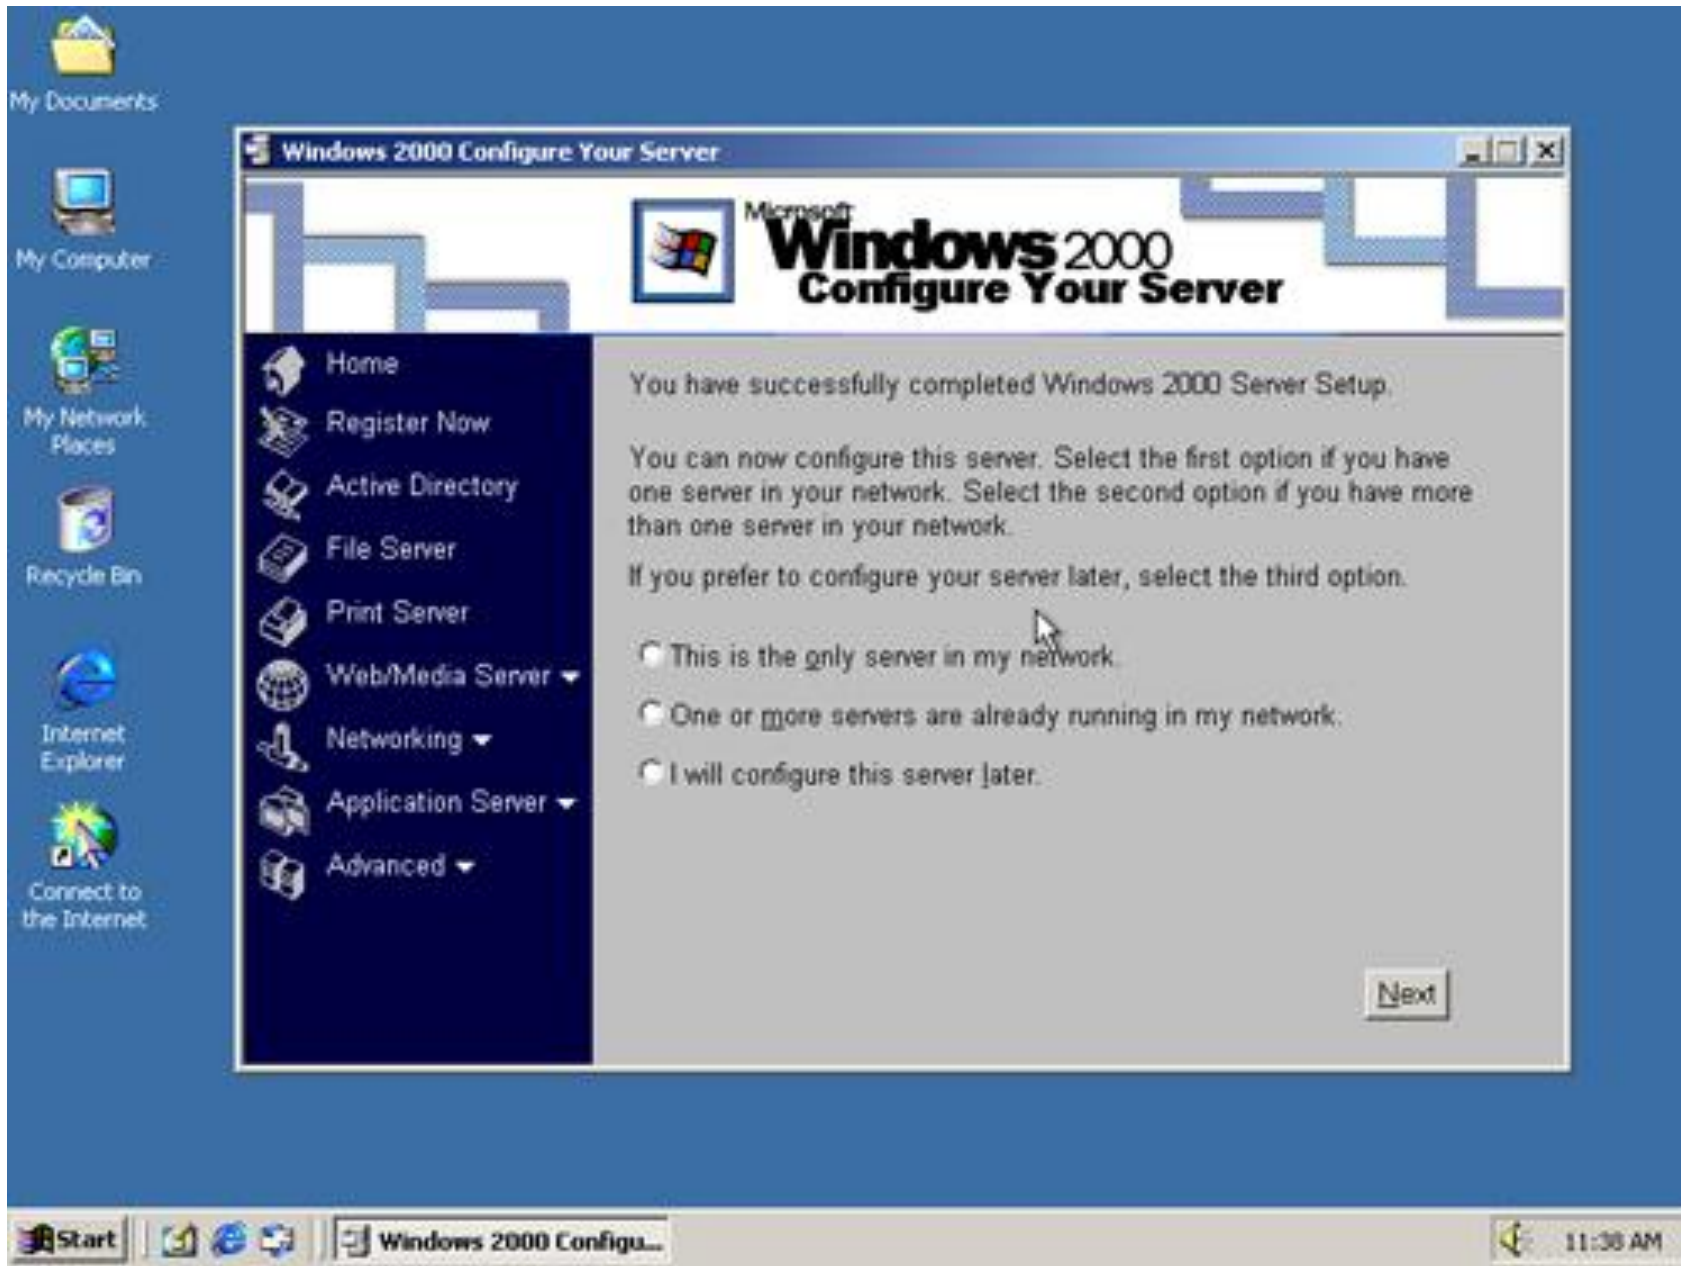 My Documents
My Computer
My Network
Places
Recycle Bin
Internet
Explorer
Connect to
the Internet
Windows 2000 Configure Your Server
Microsoft
Windows 2000
Configure Your Server
Home
Register Now
Active Directory
File Server
Print Server
Web/Media Server
Networking
Application Server
Advanced
You have successfully completed Windows 2000 Server Setup.
You can now configure this server. Select the first option if you have
one server in your network. Select the second option if you have more
than one server in your network.
If you prefer to configure your server later, select the third option.
This is the only server in my network.
One or more servers are already running in my network.
I will configure this server later.
Next
Start
Windows 2000 Configu...
11:38 AM